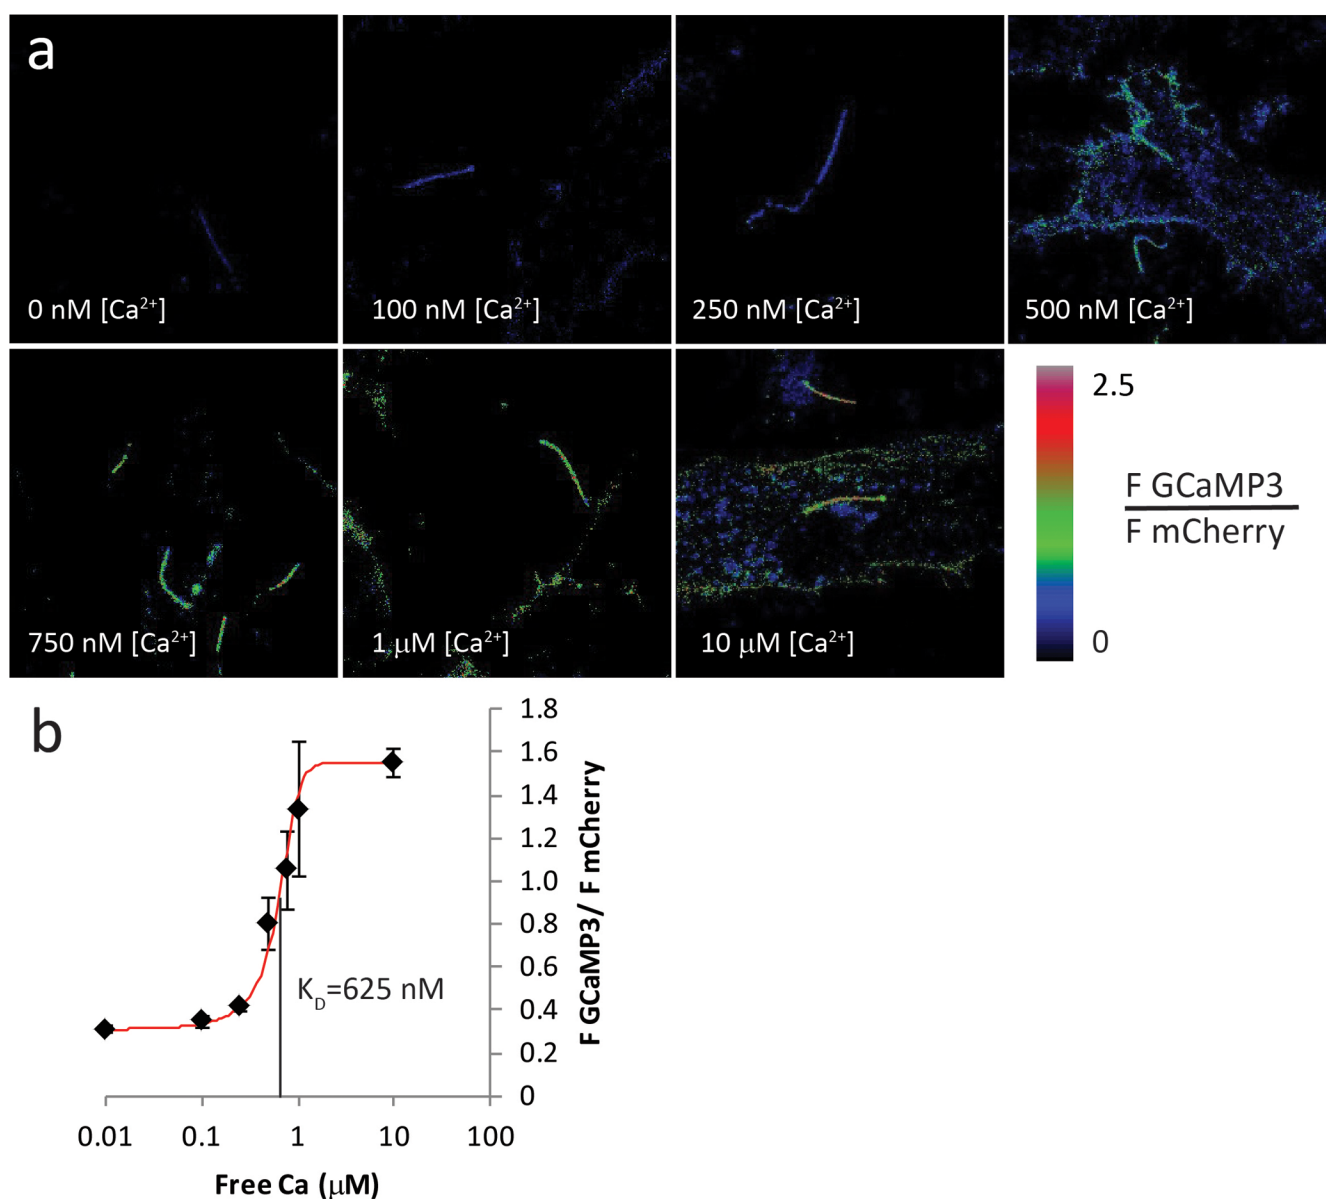 a
0 nM [Ca²⁺]
100 nM [Ca²⁺]
250 nM [Ca²⁺]
500 nM [Ca²⁺]
750 nM [Ca²⁺]
1 μM [Ca²⁺]
10 μM [Ca²⁺]
2.5
0
F GCaMP3
F mCherry
b
1.8
1.6
1.4
1.2
1.0
0.8
0.6
0.4
0.2
0
F GCaMP3/ F mCherry
K_D=625 nM
0.01 0.1 1 10 100
Free Ca (μM)